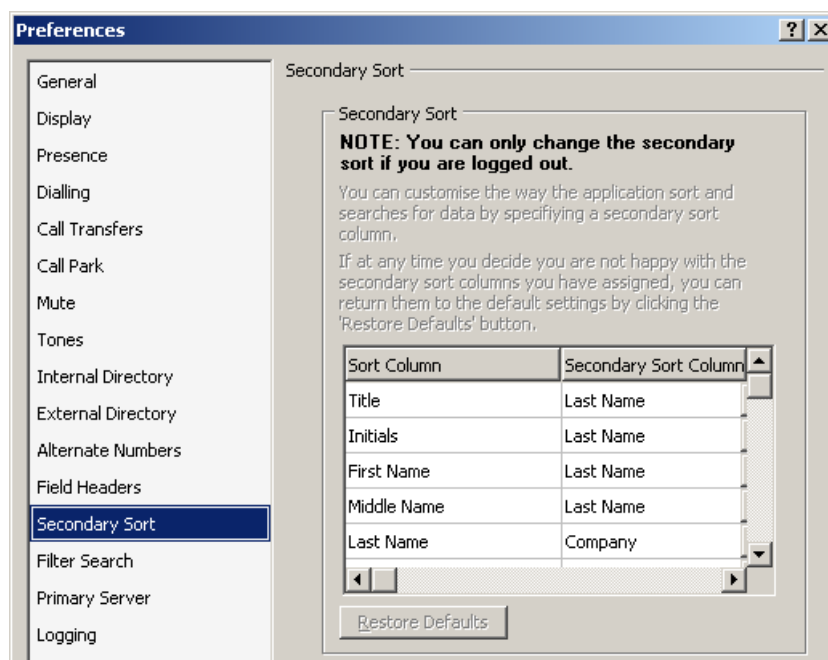 Preferences
General
Display
Presence
Dialling
Call Transfers
Call Park
Mute
Tones
Internal Directory
External Directory
Alternate Numbers
Field Headers
Secondary Sort
Filter Search
Primary Server
Logging
Secondary Sort
Secondary Sort
NOTE: You can only change the secondary
sort if you are logged out.
You can customise the way the application sort and
searches for data by specifiying a secondary sort
column.
If at any time you decide you are not happy with the
secondary sort columns you have assigned, you can
return them to the default settings by clicking the
'Restore Defaults' button.
Sort Column Secondary Sort Column
Title Last Name
Initials Last Name
First Name Last Name
Middle Name Last Name
Last Name Company
Restore Defaults